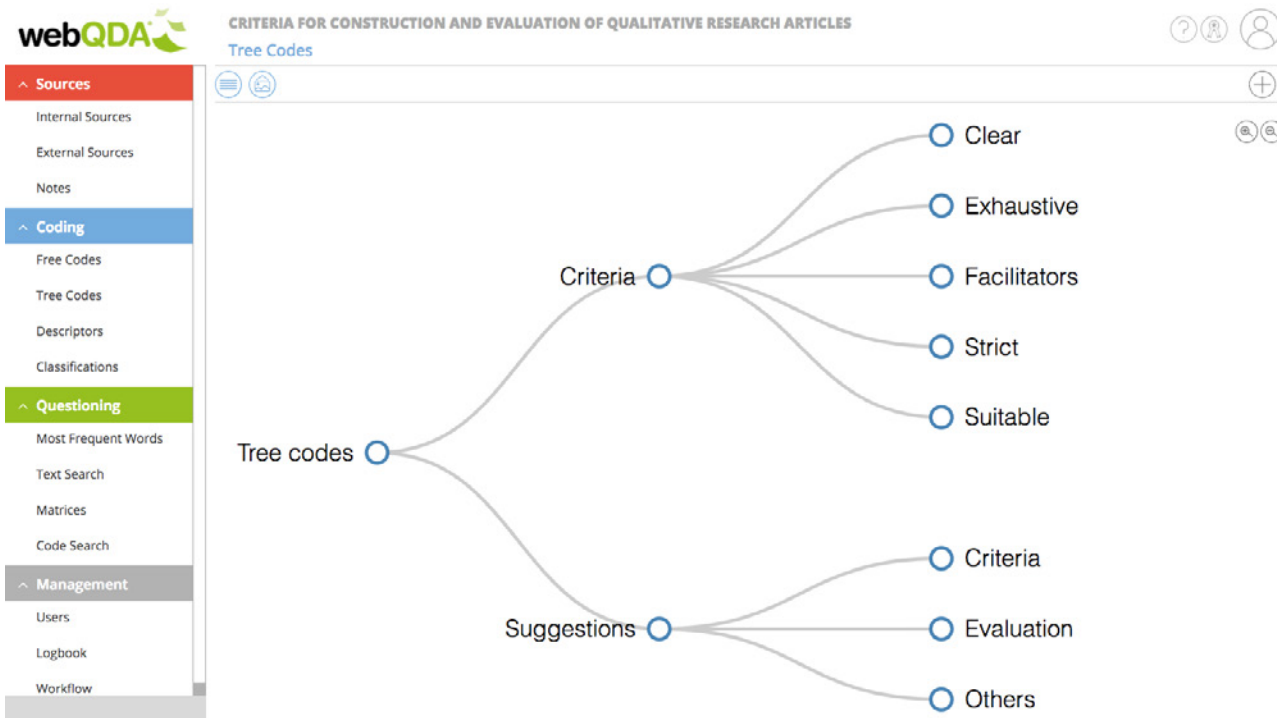 webQDA
CRITERIA FOR CONSTRUCTION AND EVALUATION OF QUALITATIVE RESEARCH ARTICLES
Tree Codes
Sources
Internal Sources
External Sources
Notes
Coding
Free Codes
Tree Codes
Descriptors
Classifications
Questioning
Most Frequent Words
Text Search
Matrices
Code Search
Management
Users
Logbook
Workflow
Tree codes
Criteria
Clear
Exhaustive
Facilitators
Strict
Suitable
Suggestions
Criteria
Evaluation
Others